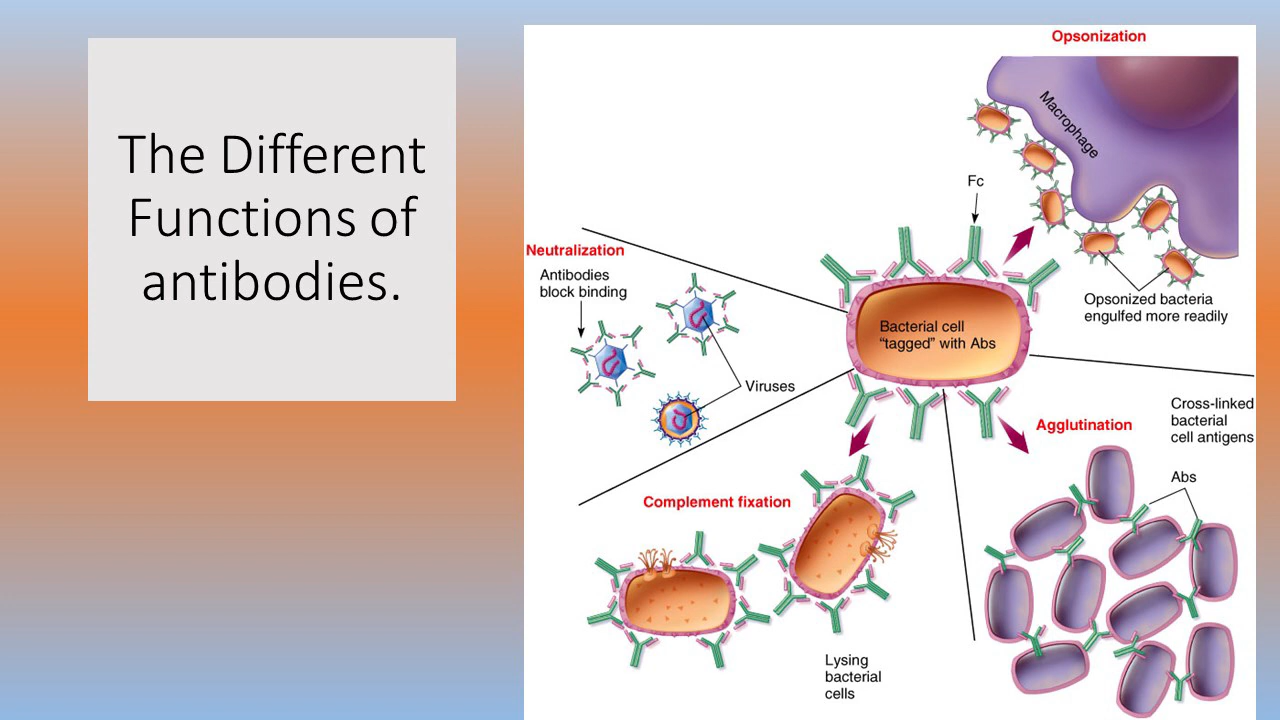 The Different
Functions of
antibodies.
Opsonization
Macrophage
Fc
Opsonized bacteria
engulfed more readily
Neutralization
Antibodies
block binding
Viruses
Bacterial cell
“tagged” with Abs
Complement fixation
Lysing
bacterial
cells
Agglutination
Cross-linked
bacterial
cell antigens
Abs